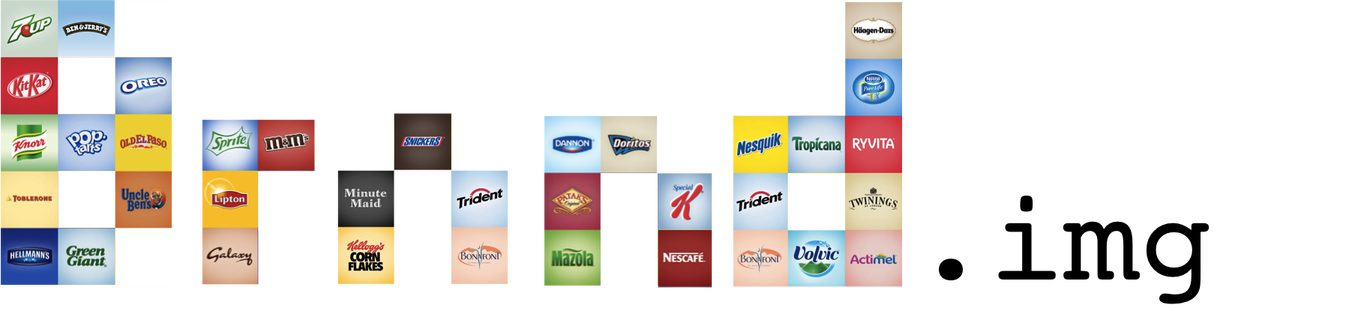 7UP BEN & JERRY'S Häagen-Dazs
KitKat OREO Nestlé Pure Life
Knorr Pop Tarts OLD EL PASO Sprite m&m's SNICKERS DANNON Doritos Nesquik Tropicana RYVITA
TOBLERONE Uncle Ben's Lipton Minute Maid Trident PATAK'S Special K Trident TWININGS
HELLMANN'S Green Giant Galaxy Kellogg's CORN FLAKES BONAFONT Mazola NESCAFÉ BONAFONT Volvic Actimel .img